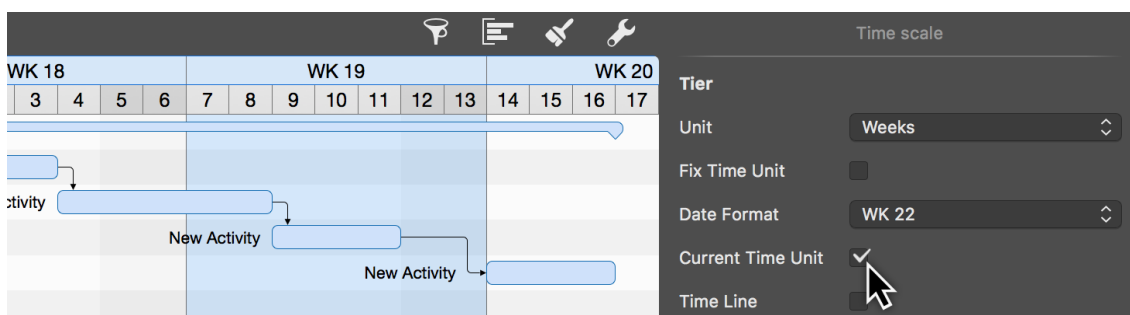 Time scale
WK 18 WK 19 WK 20
3 4 5 6 7 8 9 10 11 12 13 14 15 16 17
ctivity
New Activity
New Activity
Tier
Unit Weeks
Fix Time Unit
Date Format WK 22
Current Time Unit
Time Line